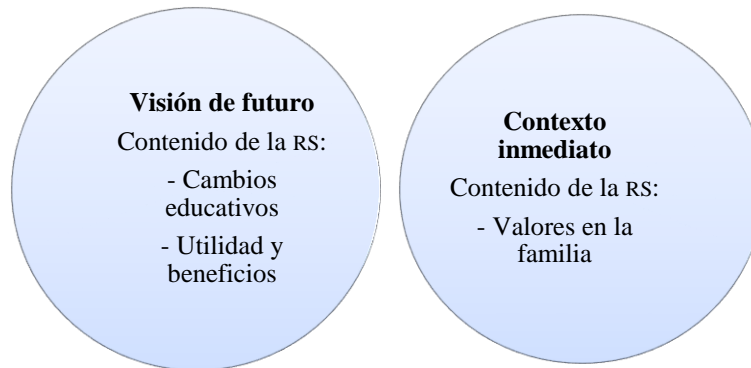 Visión de futuro
Contenido de la RS:
- Cambios
educativos
- Utilidad y
beneficios
Contexto
inmediato
Contenido de la RS:
- Valores en la
familia